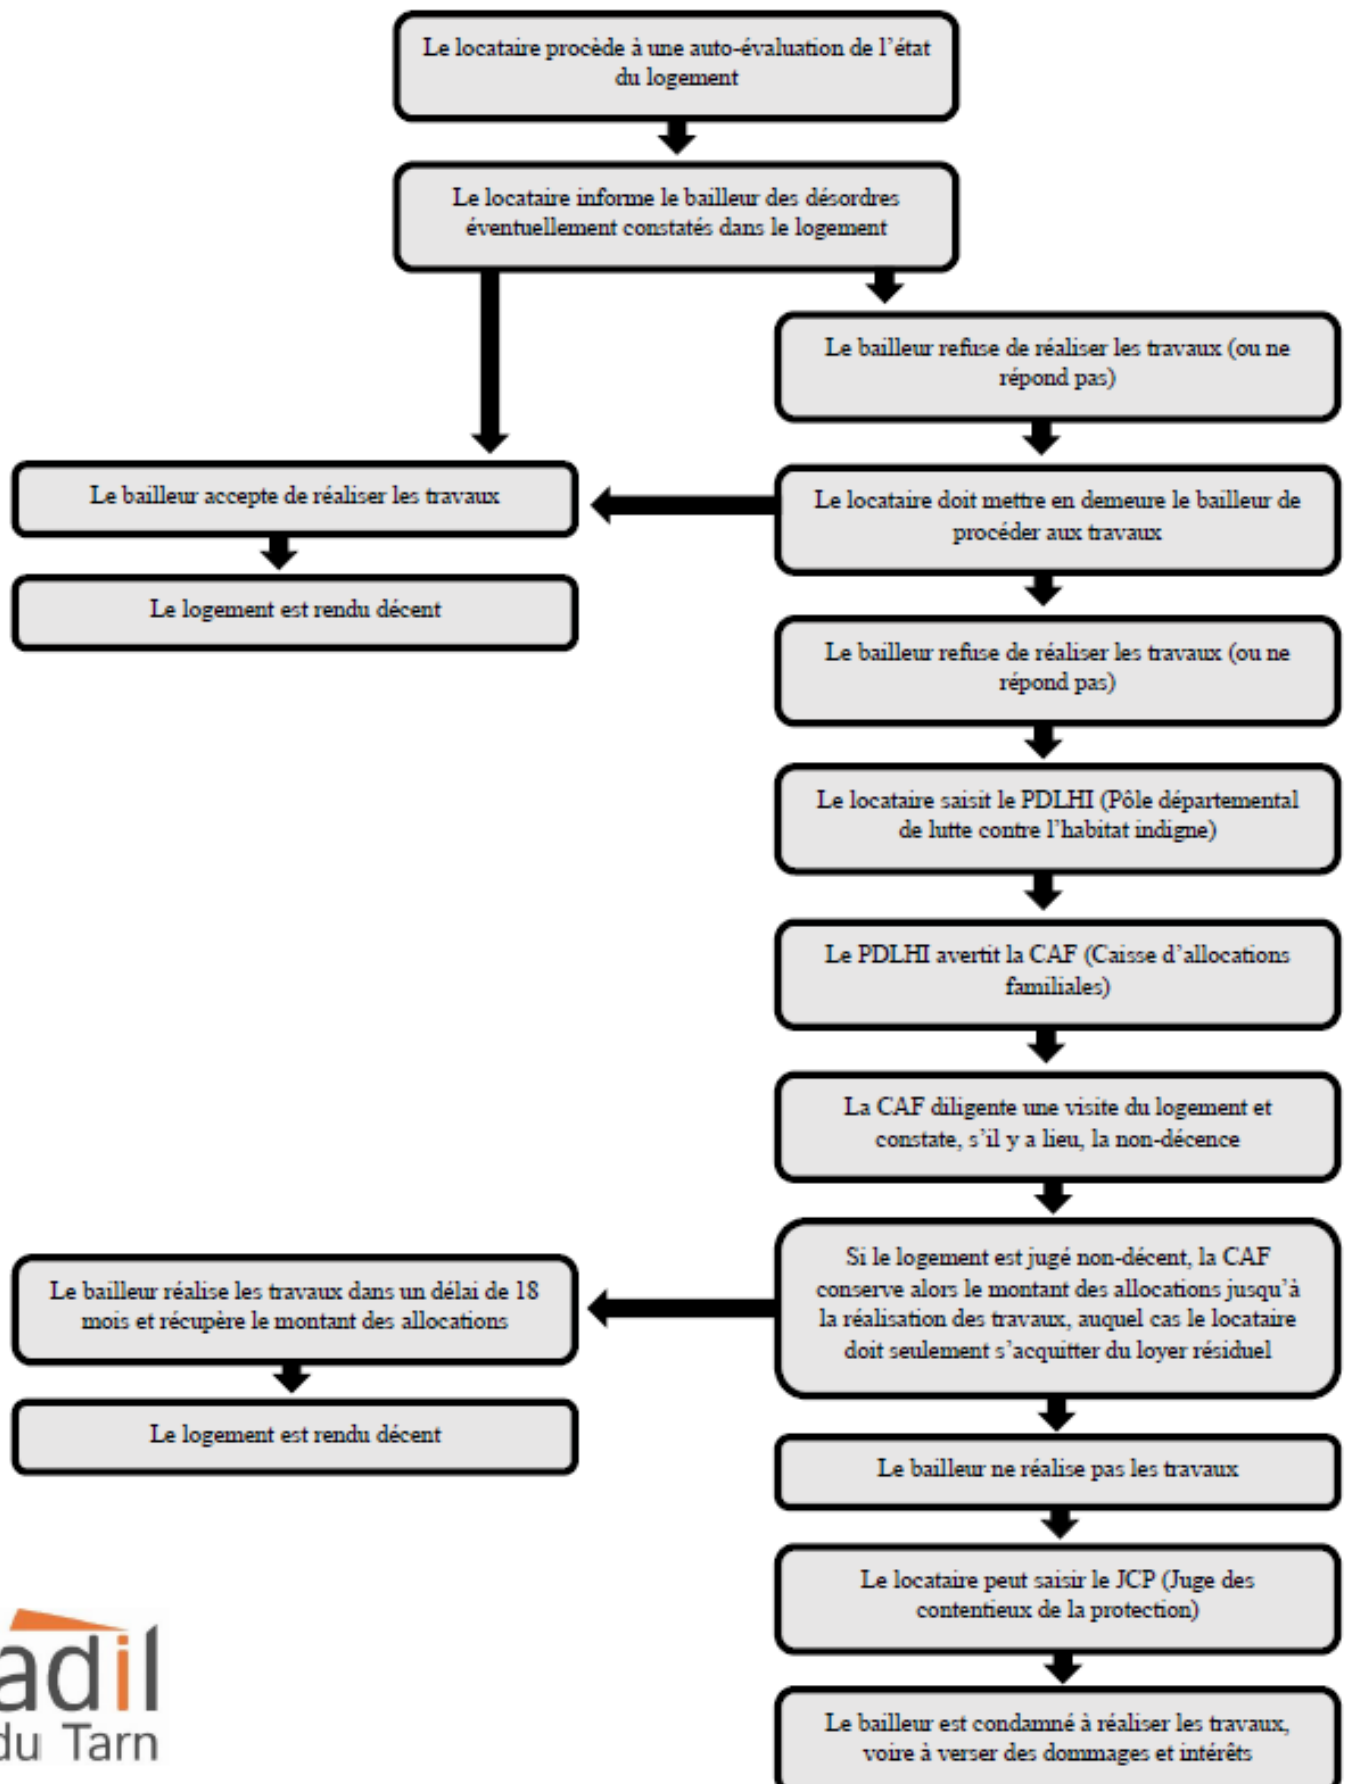 Le locataire procède à une auto-évaluation de l’état
du logement
Le locataire informe le bailleur des désordres
éventuellement constatés dans le logement
Le bailleur refuse de réaliser les travaux (ou ne
répond pas)
Le bailleur accepte de réaliser les travaux
Le locataire doit mettre en demeure le bailleur de
procéder aux travaux
Le logement est rendu décent
Le bailleur refuse de réaliser les travaux (ou ne
répond pas)
Le locataire saisit le PDLHI (Pôle départemental
de lutte contre l’habitat indigne)
Le PDLHI avertit la CAF (Caisse d’allocations
familiales)
La CAF diligente une visite du logement et
constate, s’il y a lieu, la non-décence
Si le logement est jugé non-décent, la CAF
conserve alors le montant des allocations jusqu’à
la réalisation des travaux, auquel cas le locataire
doit seulement s’acquitter du loyer résiduel
Le bailleur réalise les travaux dans un délai de 18
mois et récupère le montant des allocations
Le logement est rendu décent
Le bailleur ne réalise pas les travaux
Le locataire peut saisir le JCP (Juge des
contentieux de la protection)
Le bailleur est condamné à réaliser les travaux,
voire à verser des dommages et intérêts
adil
du Tarn